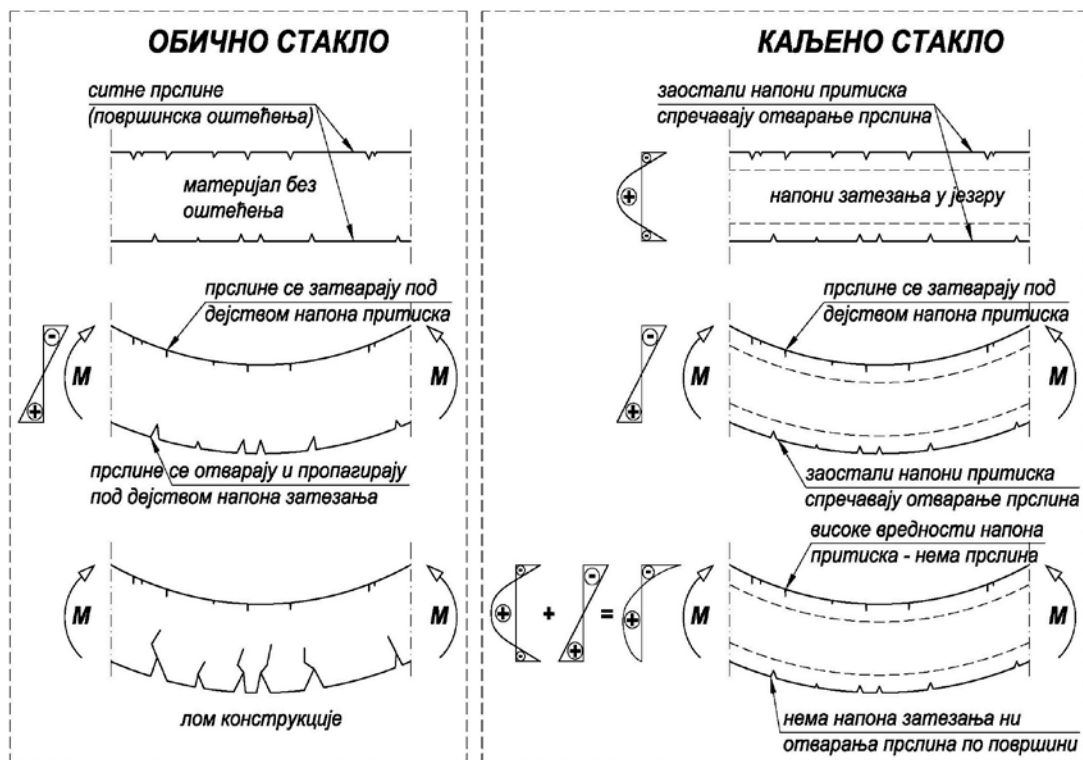 ОБИЧНО СТАКЛО
ситне прслине
(површинска оштећења)
материјал без
оштећења
прслине се затварају под
дејством напона притиска
-
+
M
M
прслине се отварају и пропагирају
под дејством напона затезања
M
M
лом конструкције
КАЉЕНО СТАКЛО
заостали напони притиска
спречавају отварање прслина
-
+
-
напони затезања у језгру
прслине се затварају под
дејством напона притиска
-
+
M
M
заостали напони притиска
спречавају отварање прслина
високе вредности напона
притиска - нема прслина
-
+
-
+
-
+
=
-
+
M
M
нема напона затезања ни
отварања прслина по површини